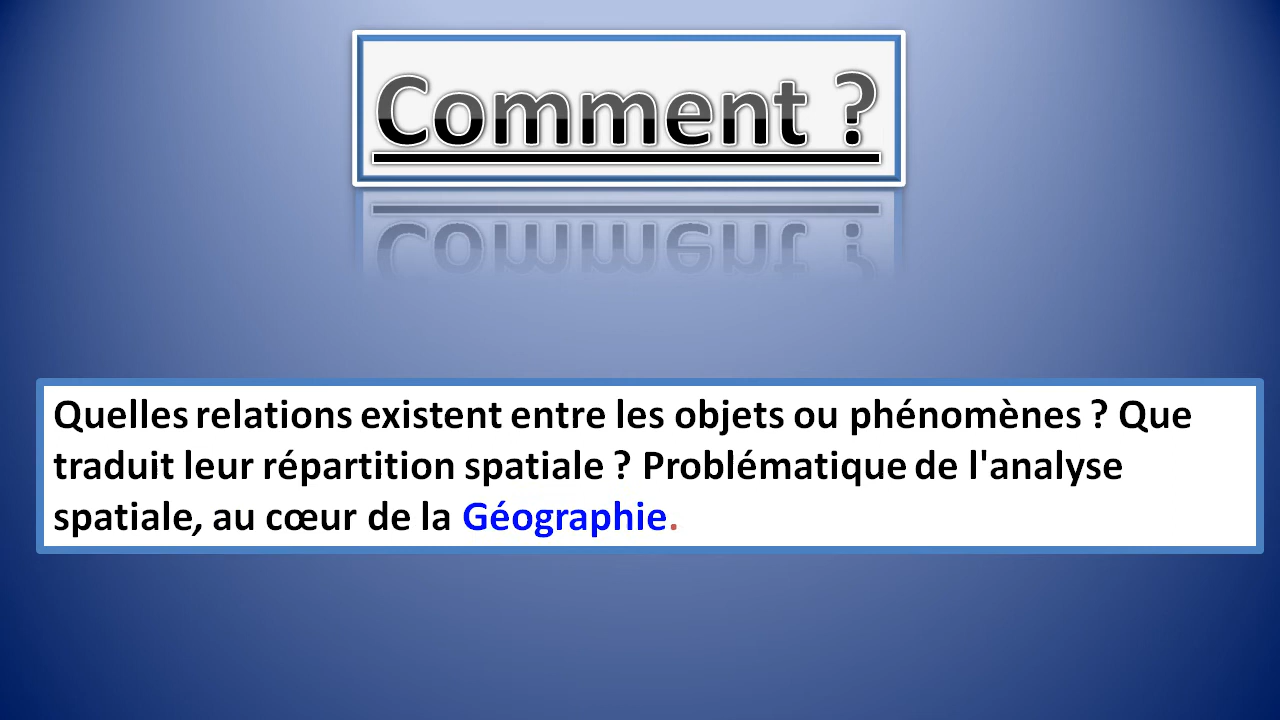 Comment ?
Quelles relations existent entre les objets ou phénomènes ? Que
traduit leur répartition spatiale ? Problématique de l'analyse
spatiale, au cœur de la Géographie.